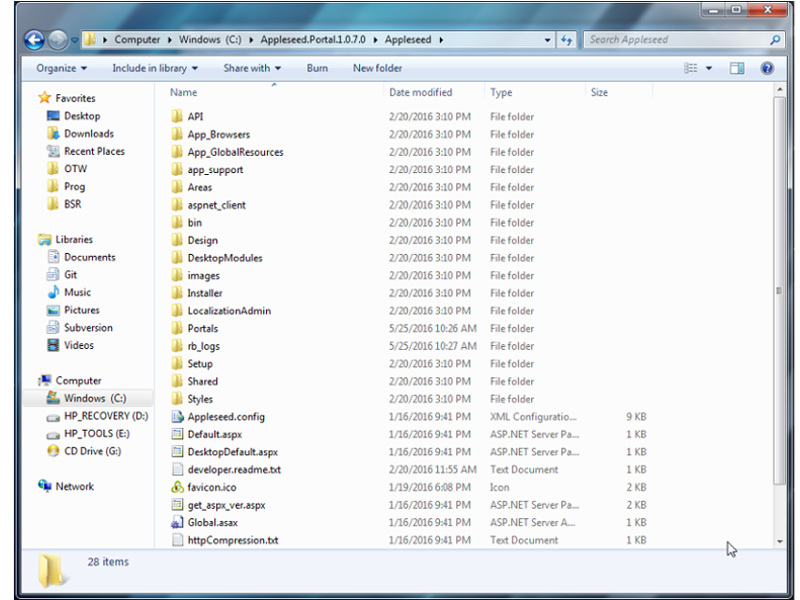 Computer Windows (C:) Appleseed.Portal.1.0.7.0 Appleseed Search Appleseed
Organize Include in library Share with Burn New folder
Favorites
Desktop
Downloads
Recent Places
OTW
Prog
BSR
Libraries
Documents
Git
Music
Pictures
Subversion
Videos
Computer
Windows (C:)
HP_RECOVERY (D:)
HP_TOOLS (E:)
CD Drive (G:)
Network
Name Date modified Type Size
API 2/20/2016 3:10 PM File folder
App_Browsers 2/20/2016 3:10 PM File folder
App_GlobalResources 2/20/2016 3:10 PM File folder
app_support 2/20/2016 3:10 PM File folder
Areas 2/20/2016 3:10 PM File folder
aspnet_client 2/20/2016 3:10 PM File folder
bin 2/20/2016 3:10 PM File folder
Design 2/20/2016 3:10 PM File folder
DesktopModules 2/20/2016 3:10 PM File folder
images 2/20/2016 3:10 PM File folder
Installer 2/20/2016 3:10 PM File folder
LocalizationAdmin 2/20/2016 3:10 PM File folder
Portals 5/25/2016 10:26 AM File folder
rb_logs 5/25/2016 10:27 AM File folder
Setup 2/20/2016 3:10 PM File folder
Shared 2/20/2016 3:10 PM File folder
Styles 2/20/2016 3:10 PM File folder
Appleseed.config 1/16/2016 9:41 PM XML Configuratio... 9 KB
Default.aspx 1/16/2016 9:41 PM ASP.NET Server Pa... 1 KB
DesktopDefault.aspx 1/16/2016 9:41 PM ASP.NET Server Pa... 1 KB
developer.readme.txt 2/20/2016 11:55 AM Text Document 1 KB
favicon.ico 1/19/2016 6:08 PM Icon 2 KB
get_aspx_ver.aspx 1/16/2016 9:41 PM ASP.NET Server Pa... 2 KB
Global.asax 1/16/2016 9:41 PM ASP.NET Server A... 1 KB
httpCompression.txt 1/16/2016 9:41 PM Text Document 1 KB
28 items